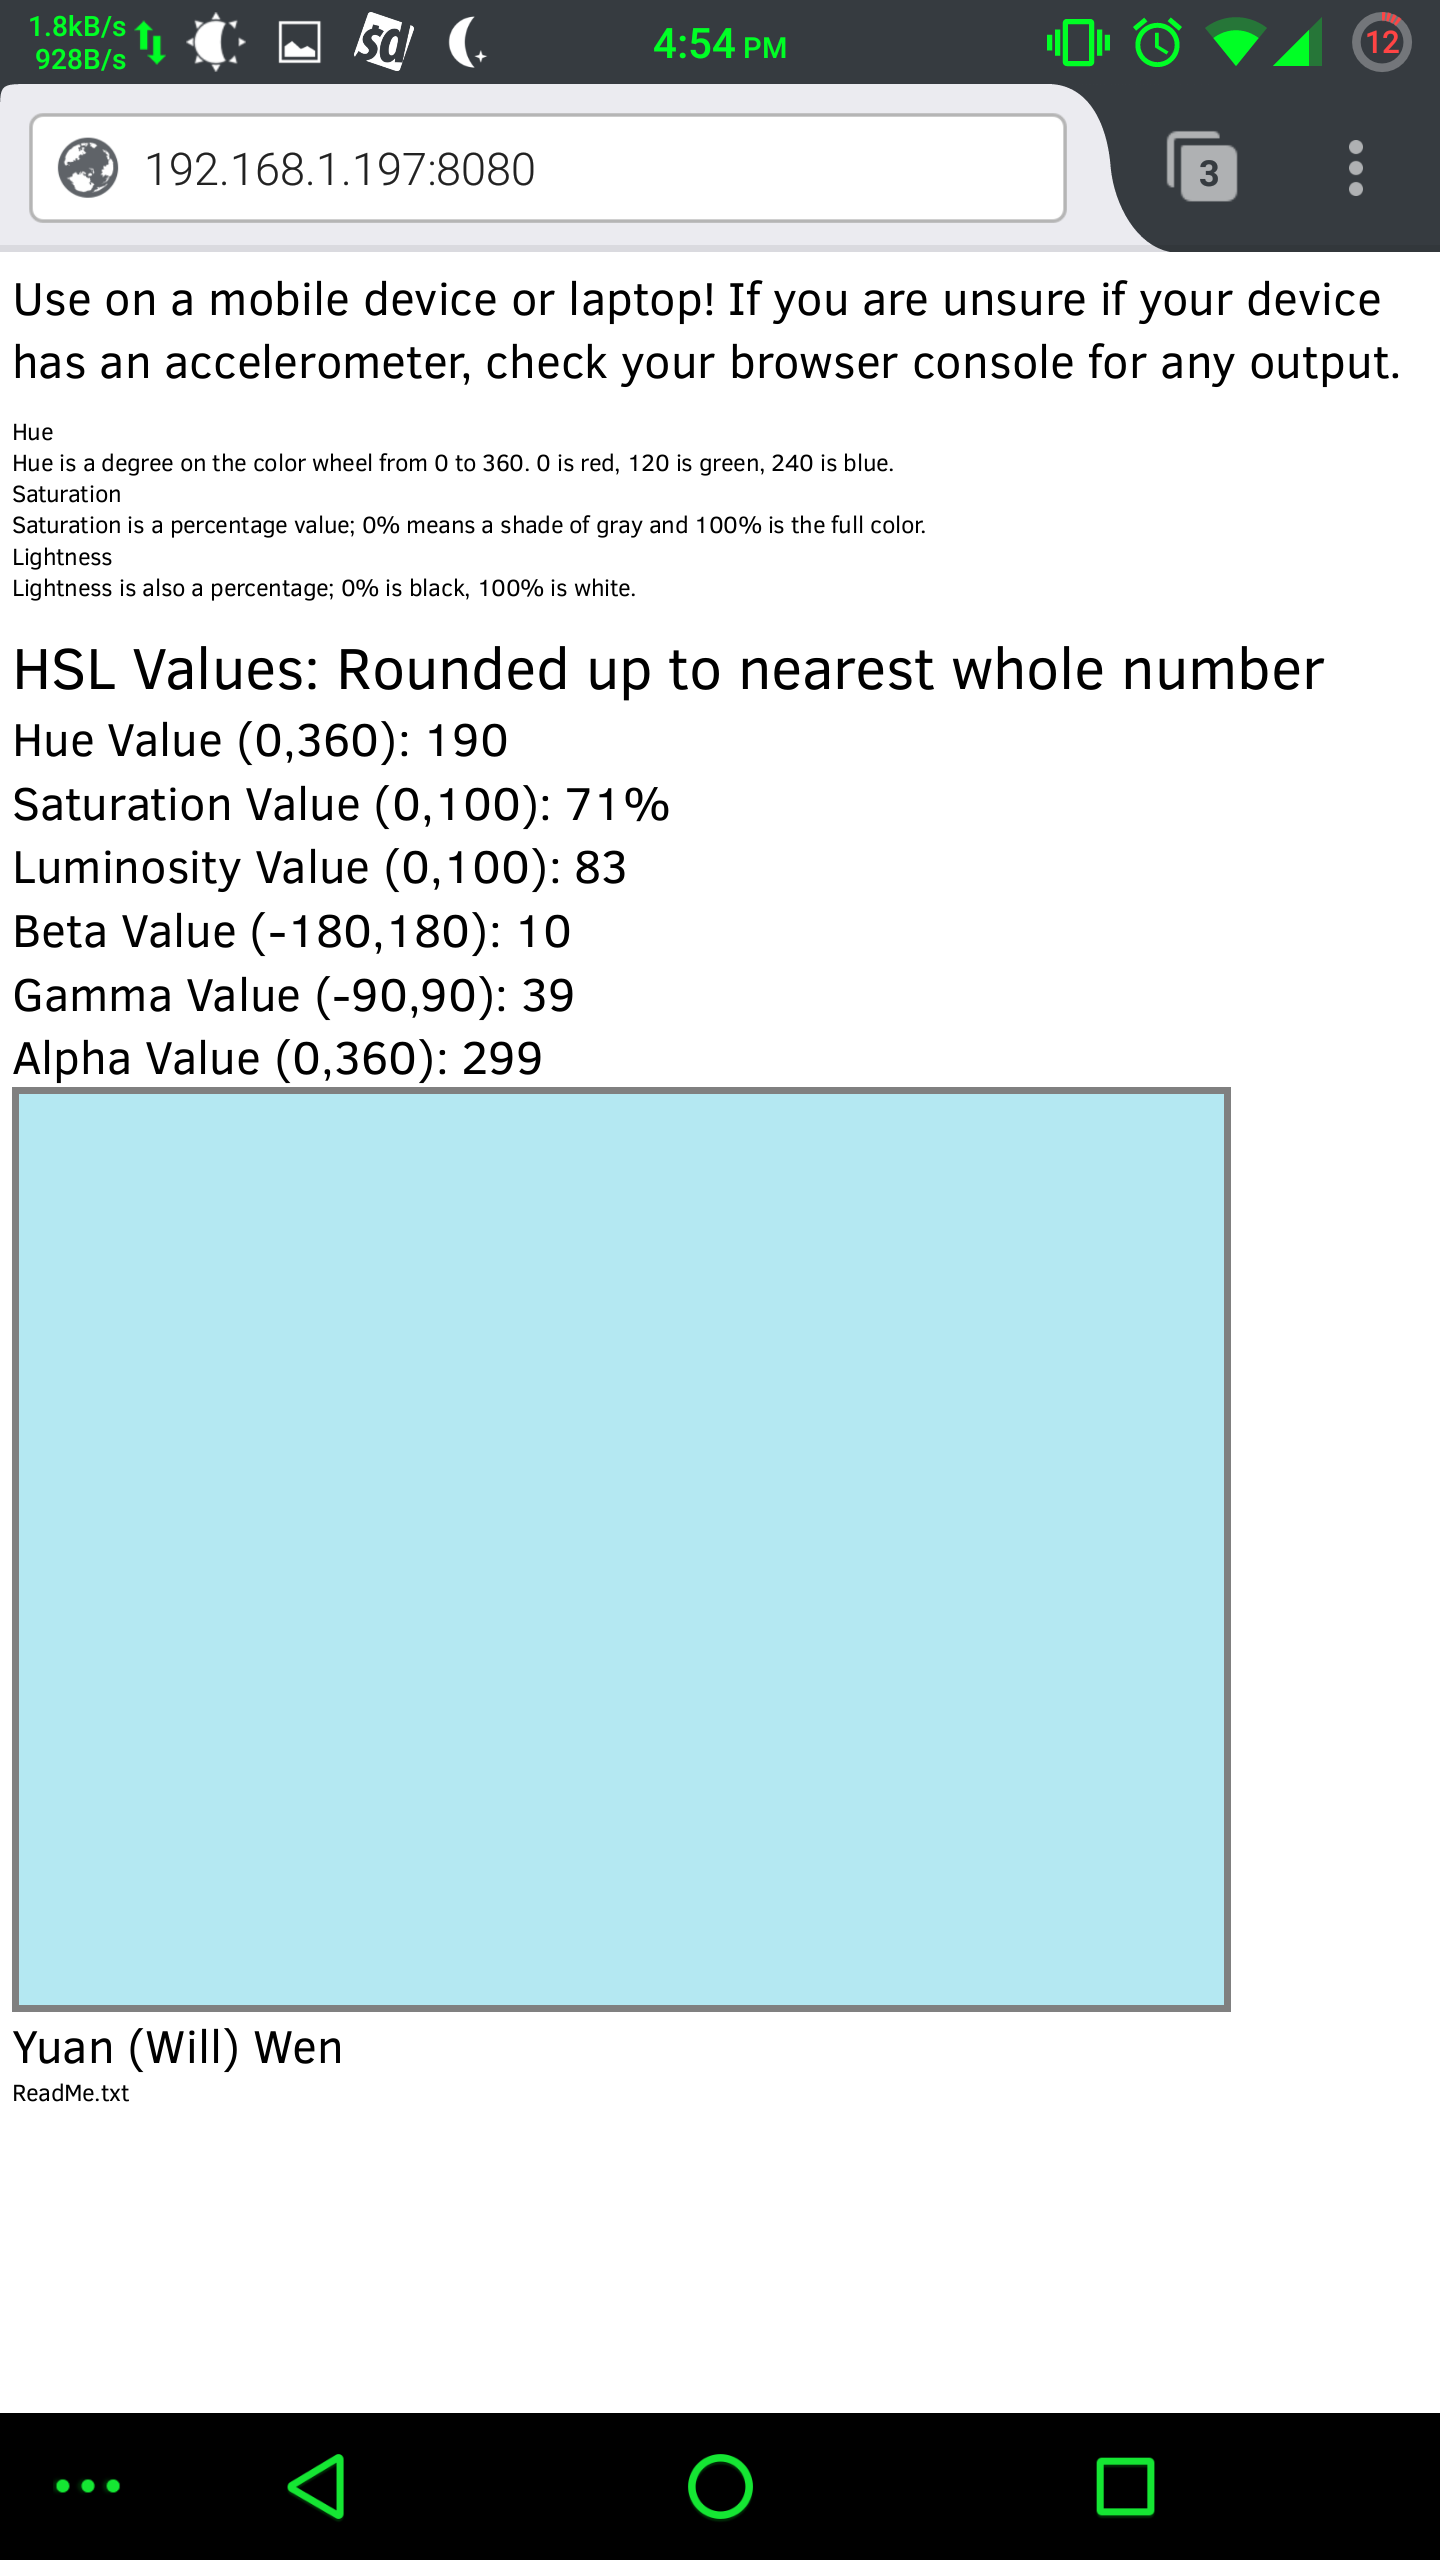 1.8kB/s
928B/s
sd
4:54 PM
12
192.168.1.197:8080
3
Use on a mobile device or laptop! If you are unsure if your device
has an accelerometer, check your browser console for any output.
Hue
Hue is a degree on the color wheel from 0 to 360. 0 is red, 120 is green, 240 is blue.
Saturation
Saturation is a percentage value; 0% means a shade of gray and 100% is the full color.
Lightness
Lightness is also a percentage; 0% is black, 100% is white.
HSL Values: Rounded up to nearest whole number
Hue Value (0,360): 190
Saturation Value (0,100): 71%
Luminosity Value (0,100): 83
Beta Value (-180,180): 10
Gamma Value (-90,90): 39
Alpha Value (0,360): 299
Yuan (Will) Wen
ReadMe.txt